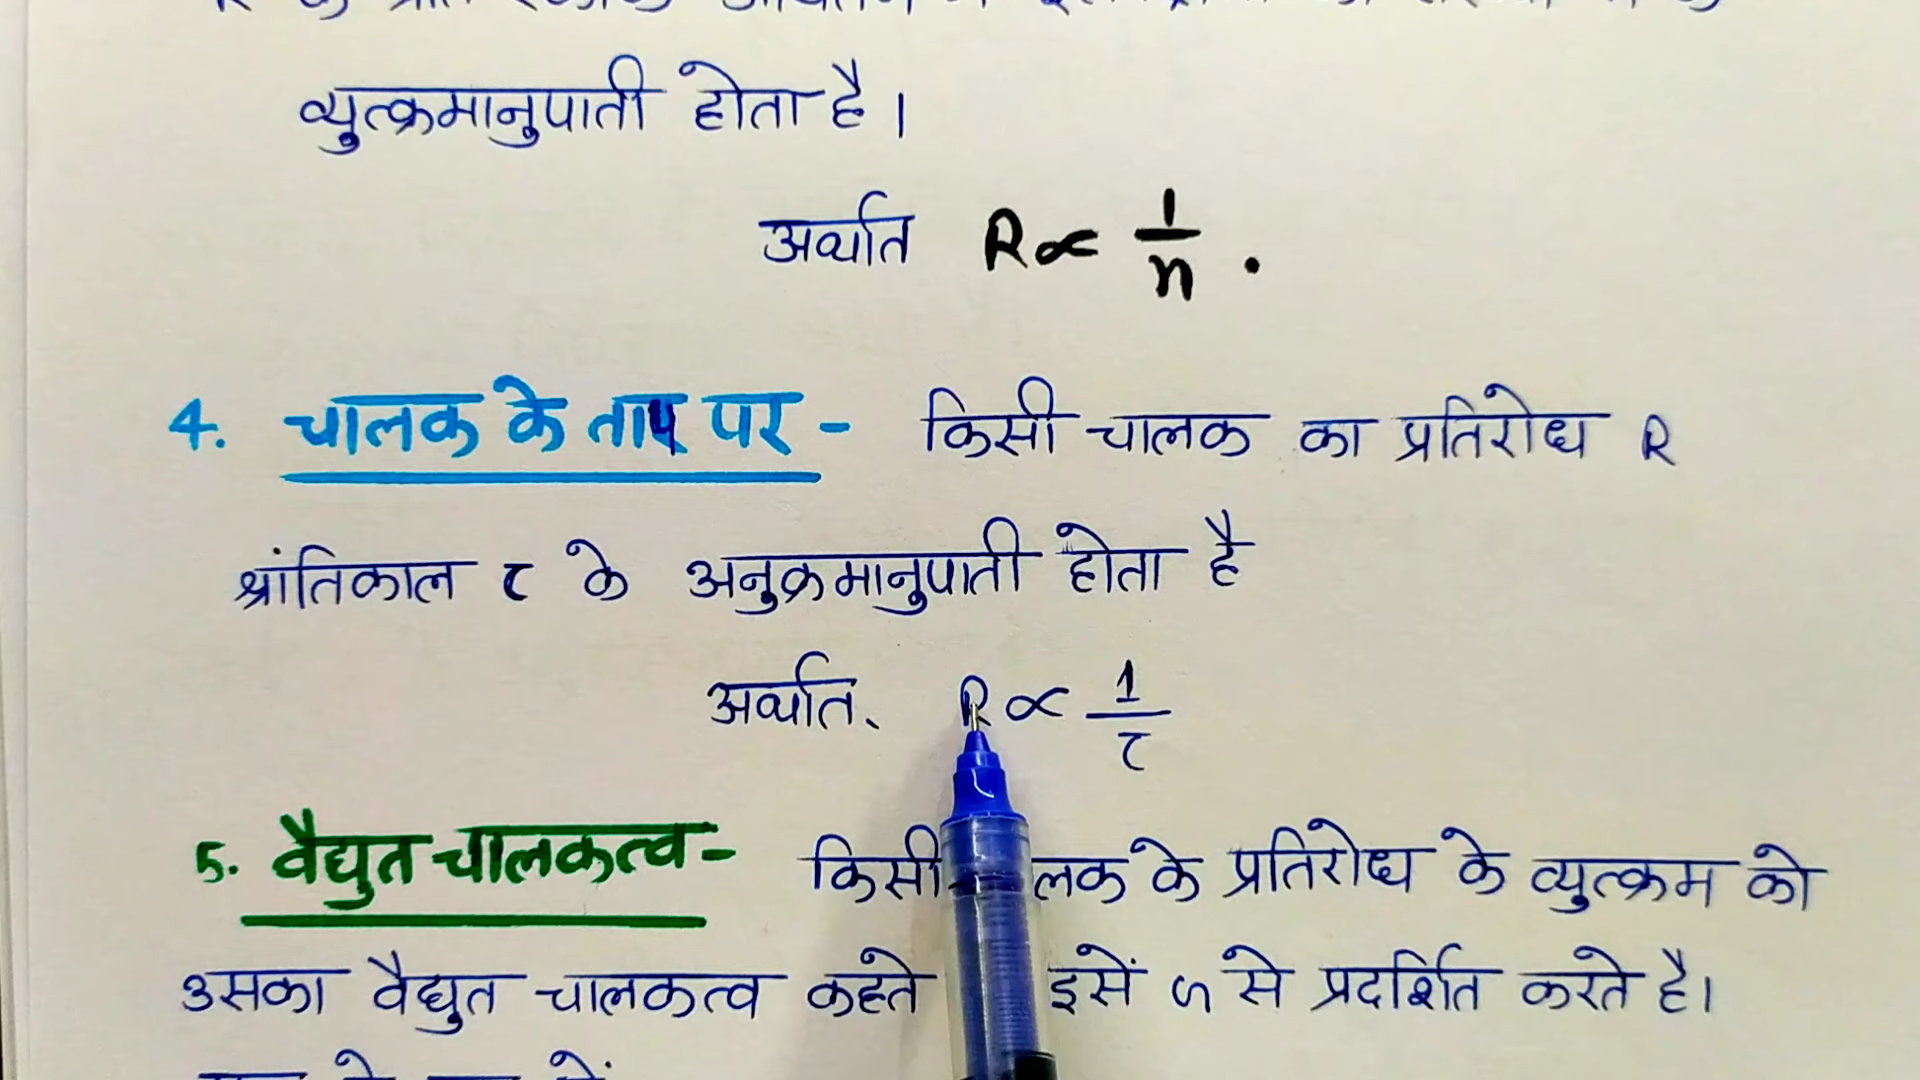 व्युत्क्रमानुपाती होता है।
अर्थात R ∝ 1/n .
4. चालक के ताप पर - किसी चालक का प्रतिरोध R
श्रांतिकाल τ के अनुक्रमानुपाती होता है
अर्थात. R ∝ 1/τ
5. वैद्युत चालकत्व - किसी लक के प्रतिरोध के व्युत्क्रम को
उसका वैद्युत चालकत्व कहते इसें G से प्रदर्शित करते है।